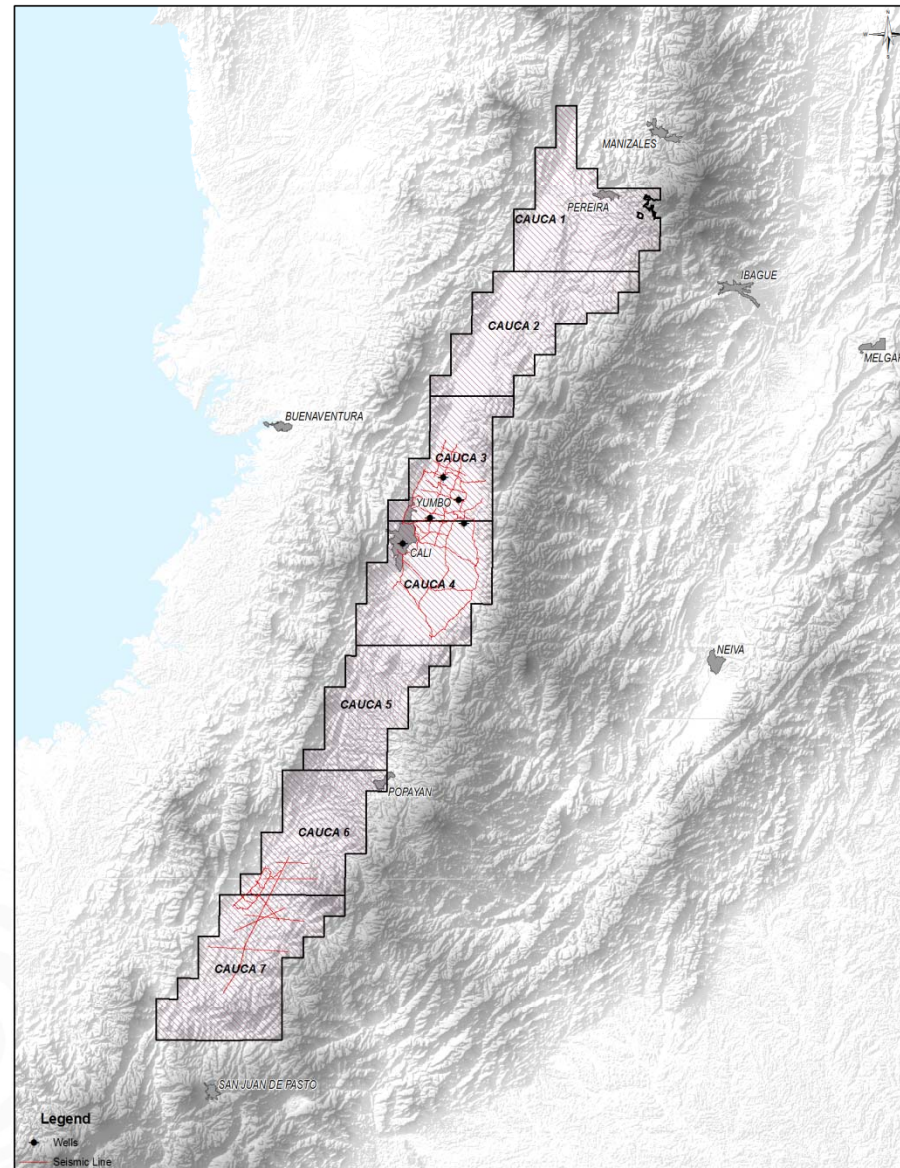 N
W
MANIZALES
PEREIRA
CAUCA 1
IBAGUE
CAUCA 2
MELGAR
BUENAVENTURA
CAUCA 3
YUMBO
CALI
CAUCA 4
NEIVA
CAUCA 5
POPAYAN
CAUCA 6
CAUCA 7
SAN JUAN DE PASTO
Legend
Wells
Seismic Line